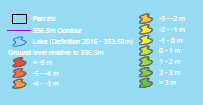 Parcels
356.5m Contour
Lake (Definition 2016 - 353.58m)
Ground level relative to 356.5m
< -5 m
-5 - -4 m
-4 - -3 m
-3 - -2 m
-2 - -1 m
-1 - 0 m
0 - 1 m
1 - 2 m
2 - 3 m
> 3 m